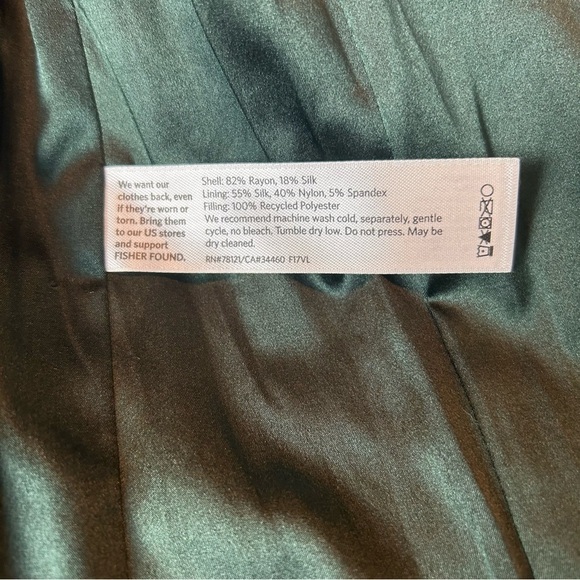 We want our
clothes back, even
if they're worn or
torn. Bring them
to our US stores
and support
FISHER FOUND.
Shell: 82% Rayon, 18% Silk
Lining: 55% Silk, 40% Nylon, 5% Spandex
Filling: 100% Recycled Polyester
We recommend machine wash cold, separately, gentle
cycle, no bleach. Tumble dry low. Do not press. May be
dry cleaned.
RN#78121/CA#34460 F17VL